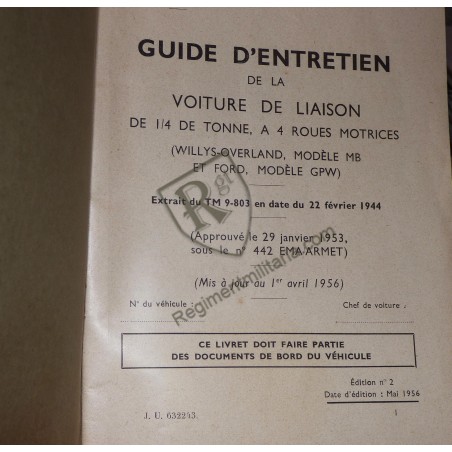 GUIDE D'ENTRETIEN
DE LA
VOITURE DE LIAISON
DE 1/4 DE TONNE, A 4 ROUES MOTRICES
(WILLYS-OVERLAND, MODÈLE MB
ET FORD, MODÈLE GPW)
Rgt
Extrait du TM 9-803 en date du 22 février 1944
(Approuvé le 29 janvier 1953,
sous le n° 442 EMA/ARMET)
(Mis à jour au 1er avril 1956)
Regimentmilitaria.com
N° du véhicule :
Chef de voiture :
CE LIVRET DOIT FAIRE PARTIE
DES DOCUMENTS DE BORD DU VÉHICULE
Édition n° 2
Date d'édition : Mai 1956
J. U. 632243.
1